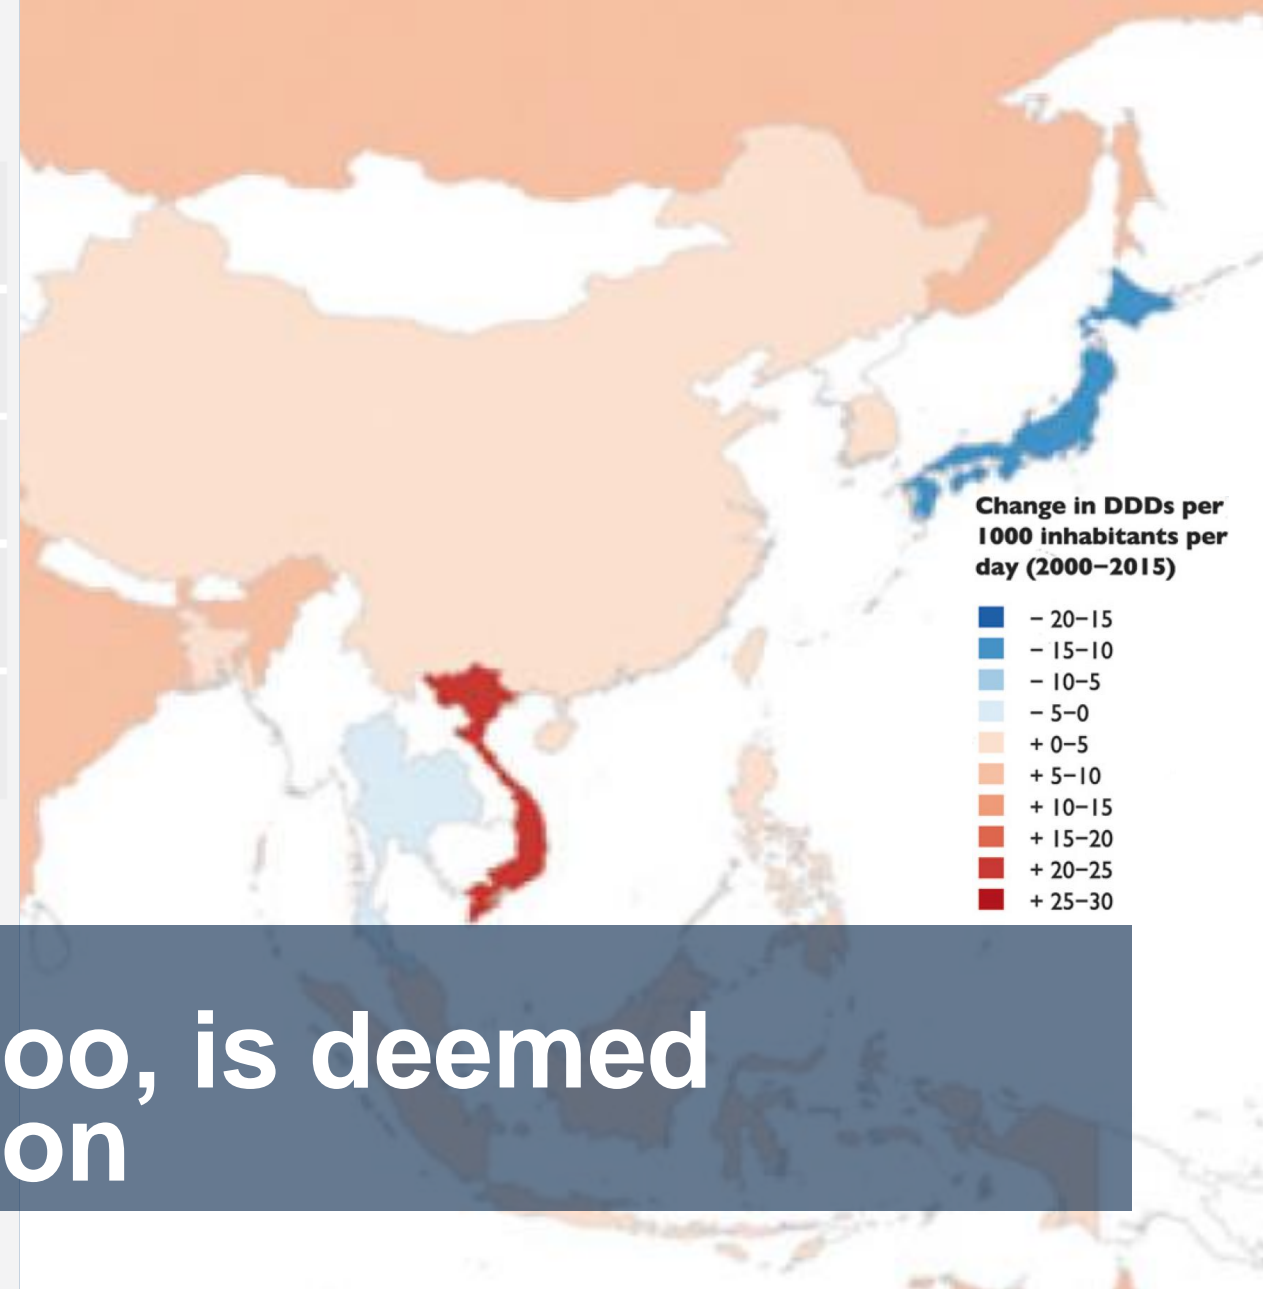 Change in DDDs per
1000 inhabitants per
day (2000–2015)
– 20–15
– 15–10
– 10–5
– 5–0
+ 0–5
+ 5–10
+ 10–15
+ 15–20
+ 20–25
+ 25–30
oo, is deemed
on